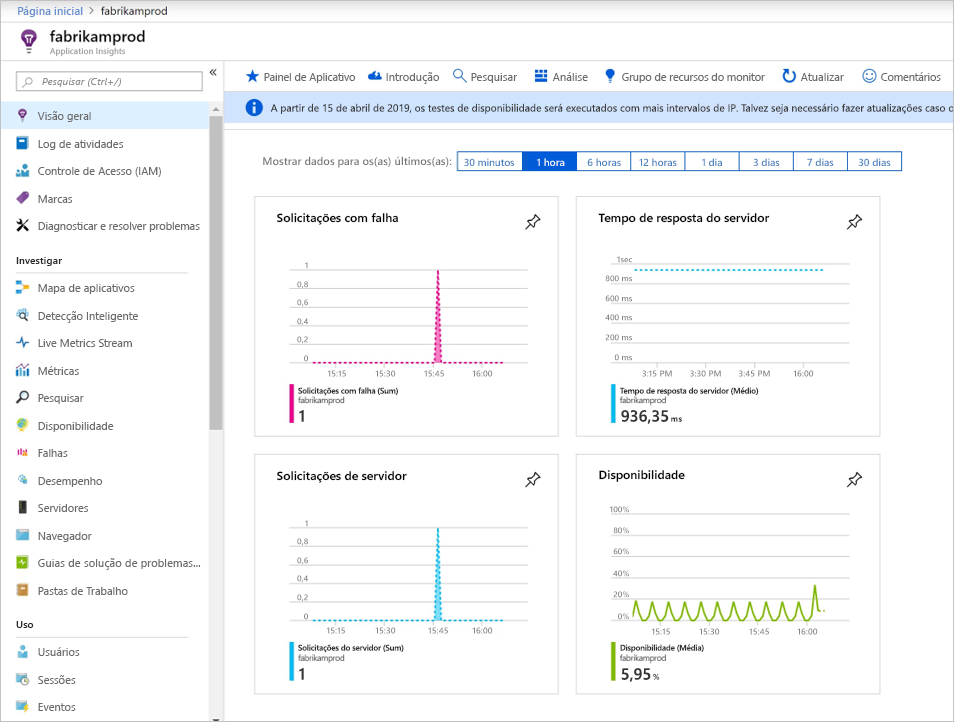 Página inicial > fabrikamprod
fabrikamprod
Application Insights
Pesquisar (Ctrl+/)
«
Visão geral
Log de atividades
Controle de Acesso (IAM)
Marcas
Diagnosticar e resolver problemas
Investigar
Mapa de aplicativos
Detecção Inteligente
Live Metrics Stream
Métricas
Pesquisar
Disponibilidade
Falhas
Desempenho
Servidores
Navegador
Guias de solução de problemas...
Pastas de Trabalho
Uso
Usuários
Sessões
Eventos
Painel de Aplicativo Introdução Pesquisar Análise Grupo de recursos do monitor Atualizar Comentários
A partir de 15 de abril de 2019, os testes de disponibilidade será executados com mais intervalos de IP. Talvez seja necessário fazer atualizações caso o
Mostrar dados para os(as) últimos(as): 30 minutos 1 hora 6 horas 12 horas 1 dia 3 dias 7 dias 30 dias
Solicitações com falha
1
0,8
0,6
0,4
0,2
0
15:15 15:30 15:45 16:00
Solicitações com falha (Sum)
fabrikamprod
1
Tempo de resposta do servidor
1sec
800 ms
600 ms
400 ms
200 ms
0 ms
3:15 PM 3:30 PM 3:45 PM 16:00
Tempo de resposta do servidor (Médio)
fabrikamprod
936,35 ms
Solicitações de servidor
1
0,8
0,6
0,4
0,2
0
15:15 15:30 15:45 16:00
Solicitações do servidor (Sum)
fabrikamprod
1
Disponibilidade
100%
80%
60%
40%
20%
0%
15:15 15:30 15:45 16:00
Disponibilidade (Média)
fabrikamprod
5,95 %